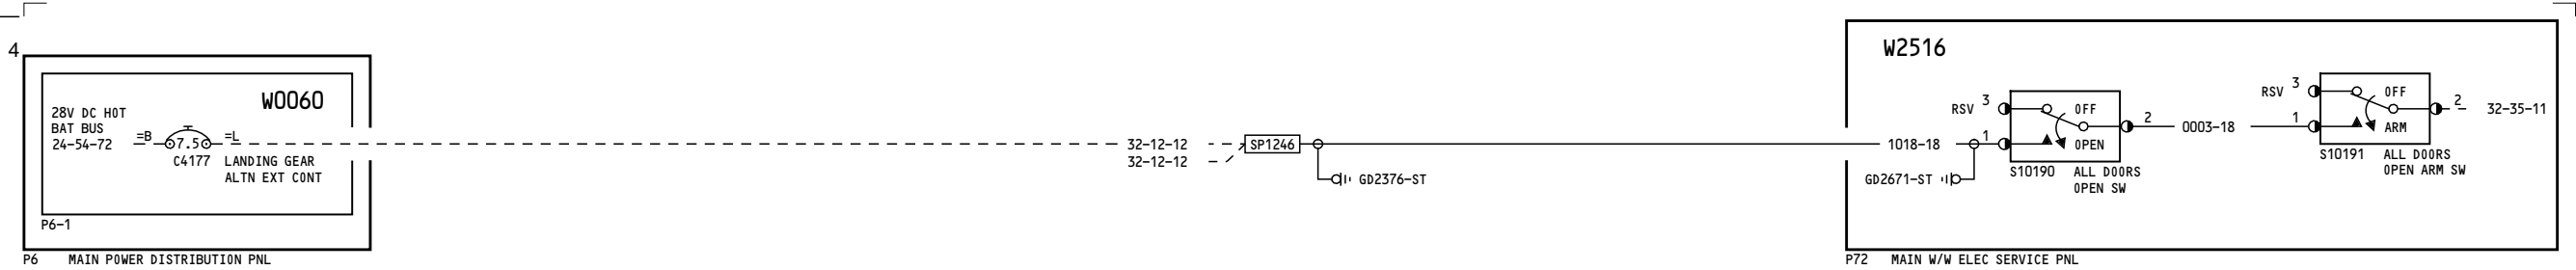 4
W0060
28V DC HOT
BAT BUS
24-54-72
=B
7.5
=L
C4177
LANDING GEAR
ALTN EXT CONT
P6-1
P6 MAIN POWER DISTRIBUTION PNL
32-12-12
32-12-12
SP1246
GD2376-ST
W2516
RSV 3
OFF
1018-18
1
OPEN
2
GD2671-ST
S10190 ALL DOORS
OPEN SW
0003-18
RSV 3
OFF
1
ARM
2
32-35-11
S10191 ALL DOORS
OPEN ARM SW
P72 MAIN W/W ELEC SERVICE PNL